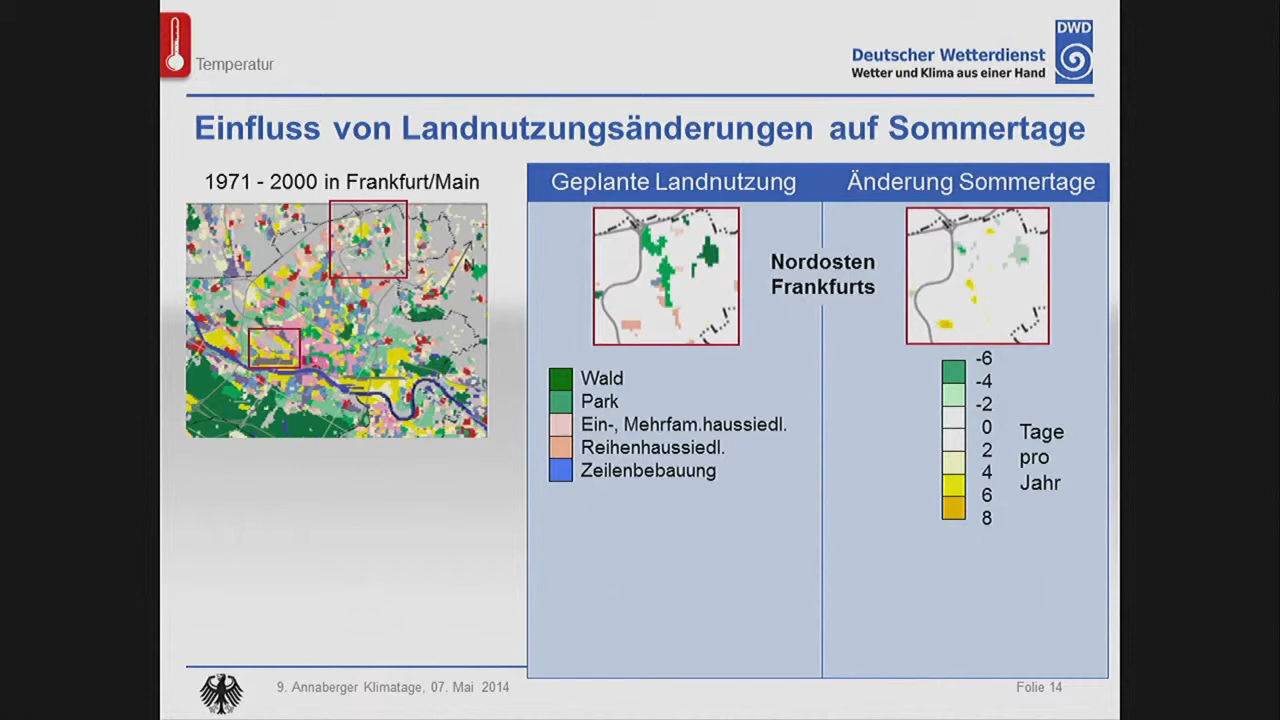 Temperatur
DWD
Deutscher Wetterdienst
Wetter und Klima aus einer Hand
Einfluss von Landnutzungsänderungen auf Sommertage
1971 - 2000 in Frankfurt/Main
Geplante Landnutzung
Änderung Sommertage
Nordosten
Frankfurts
Wald
Park
Ein-, Mehrfam.haussiedl.
Reihenhaussiedl.
Zeilenbebauung
-6
-4
-2
0
2
4
6
8
Tage
pro
Jahr
9. Annaberger Klimatage, 07. Mai 2014
Folie 14